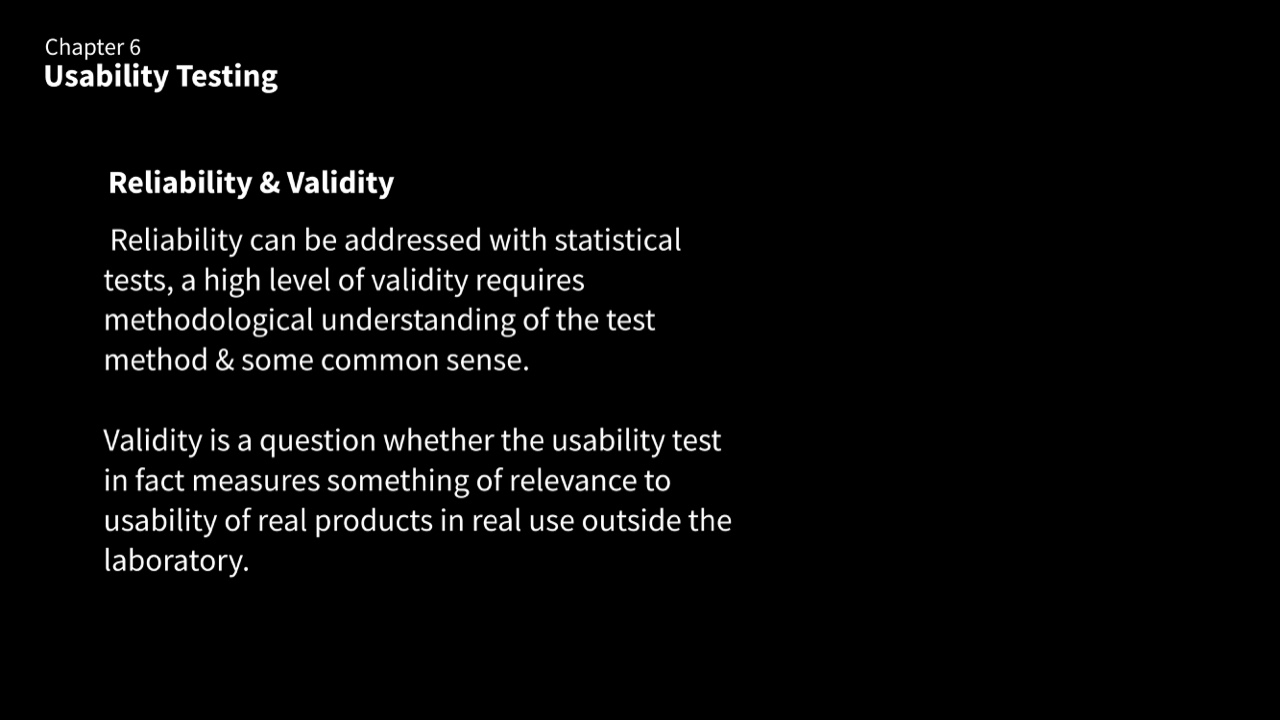 Chapter 6
Usability Testing
Reliability & Validity
Reliability can be addressed with statistical
tests, a high level of validity requires
methodological understanding of the test
method & some common sense.
Validity is a question whether the usability test
in fact measures something of relevance to
usability of real products in real use outside the
laboratory.